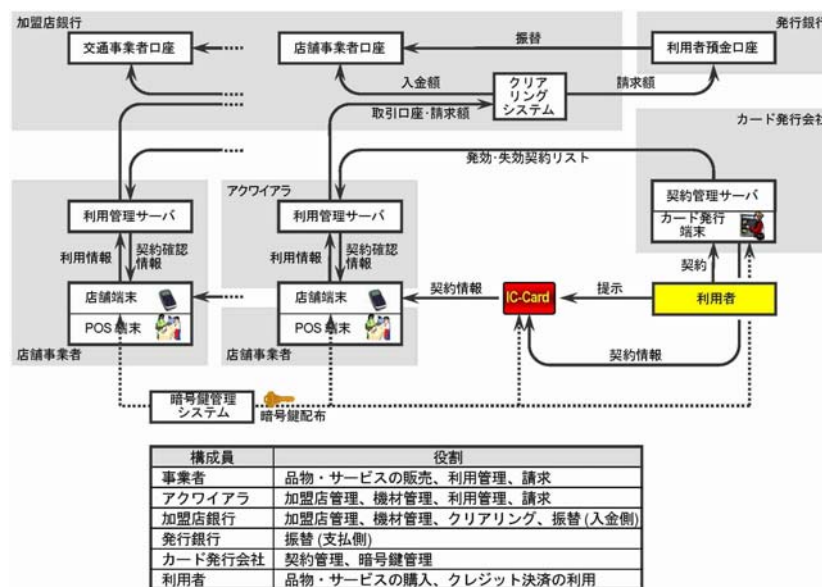 加盟店銀行
発行銀行
交通事業者口座
店舗事業者口座
振替
利用者預金口座
入金額
クリア
リング
システム
請求額
取引口座・請求額
カード発行会社
発効・失効契約リスト
アクワイアラ
契約管理サーバ
利用管理サーバ
利用管理サーバ
カード発行
端末
利用情報
契約確認
情報
利用情報
契約確認
情報
契約
店舗端末
店舗端末
契約情報
IC-Card
提示
利用者
POS 端末
POS 端末
店舗事業者
店舗事業者
契約情報
暗号鍵管理
システム
暗号鍵配布
構成員 役割
事業者 品物・サービスの販売、利用管理、請求
アクワイアラ 加盟店管理、機材管理、利用管理、請求
加盟店銀行 加盟店管理、機材管理、クリアリング、振替 (入金側)
発行銀行 振替 (支払側)
カード発行会社 契約管理、暗号鍵管理
利用者 品物・サービスの購入、クレジット決済の利用